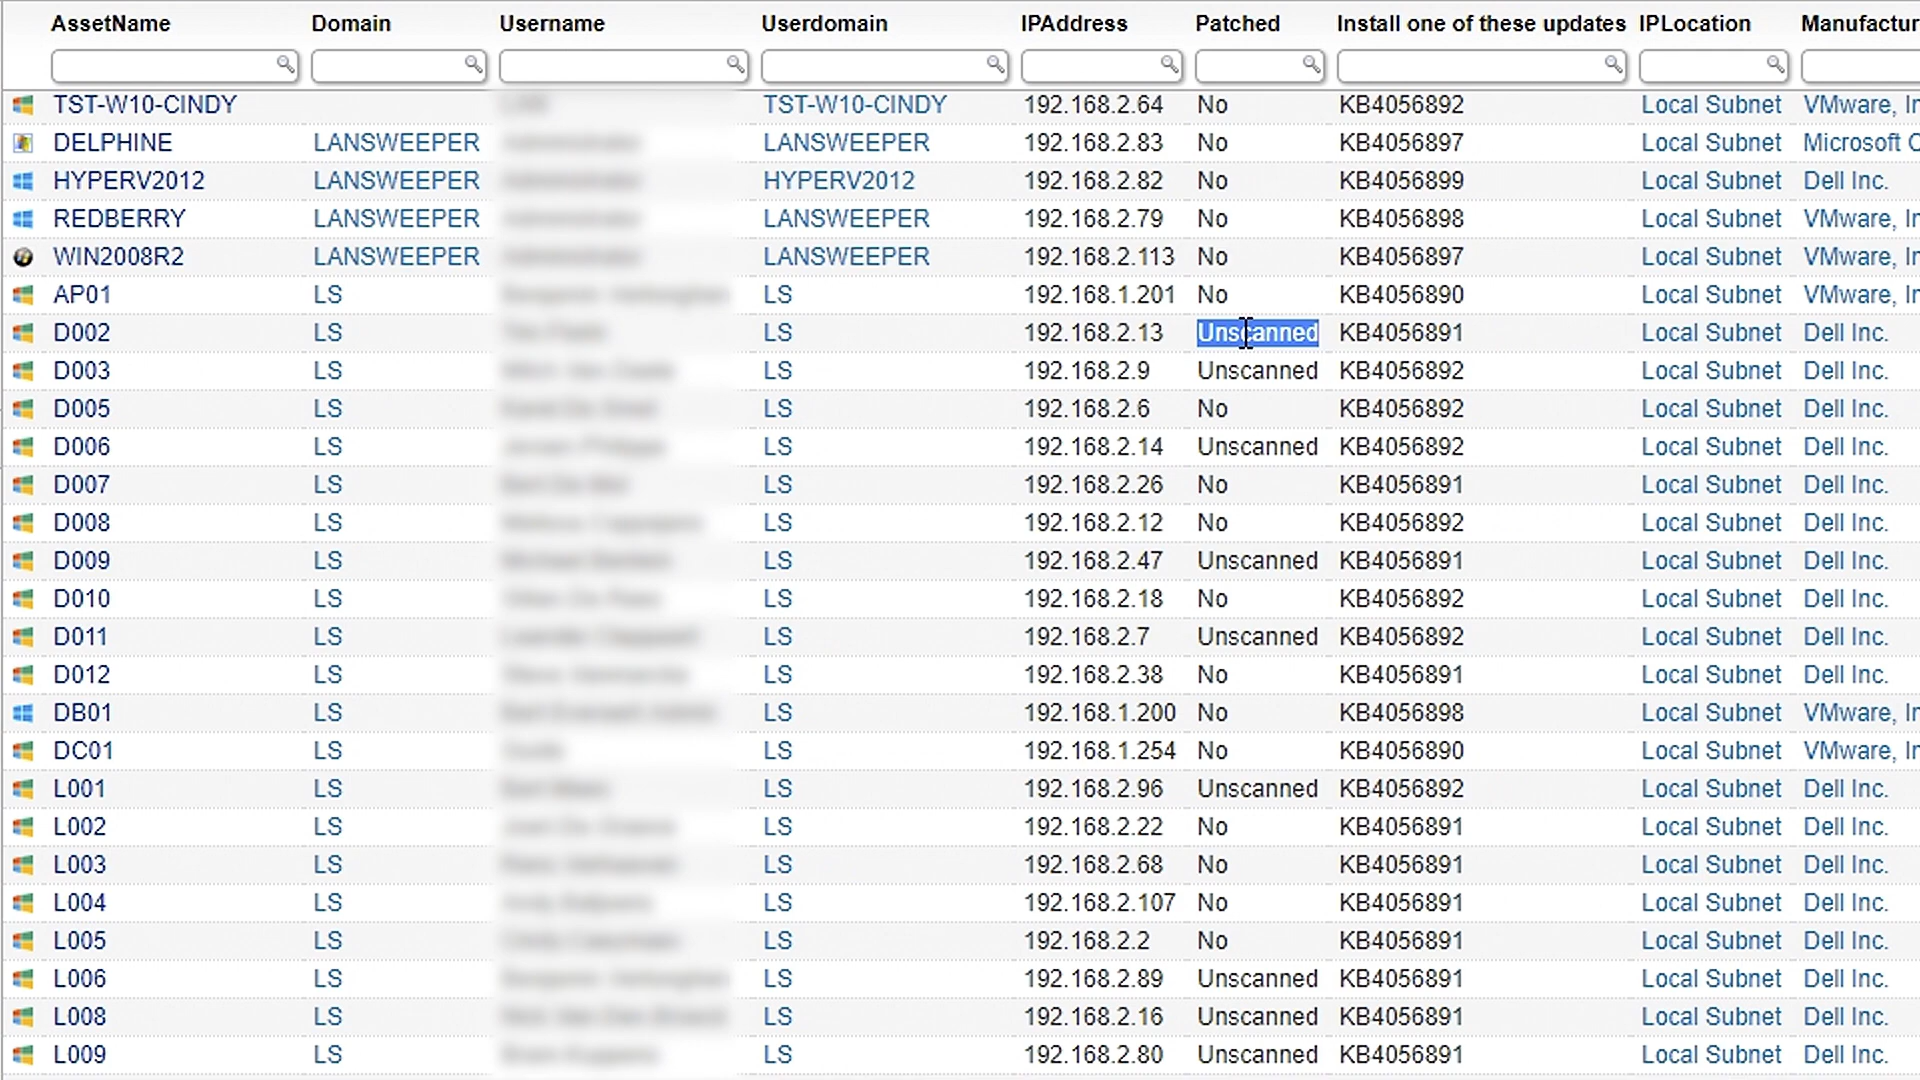 AssetName Domain Username Userdomain IPAddress Patched Install one of these updates IPLocation Manufactur
TST-W10-CINDY TST-W10-CINDY 192.168.2.64 No KB4056892 Local Subnet VMware, In
DELPHINE LANSWEEPER LANSWEEPER 192.168.2.83 No KB4056897 Local Subnet Microsoft C
HYPERV2012 LANSWEEPER HYPERV2012 192.168.2.82 No KB4056899 Local Subnet Dell Inc.
REDBERRY LANSWEEPER LANSWEEPER 192.168.2.79 No KB4056898 Local Subnet VMware, In
WIN2008R2 LANSWEEPER LANSWEEPER 192.168.2.113 No KB4056897 Local Subnet VMware, In
AP01 LS LS 192.168.1.201 No KB4056890 Local Subnet VMware, In
D002 LS LS 192.168.2.13 Unscanned KB4056891 Local Subnet Dell Inc.
D003 LS LS 192.168.2.9 Unscanned KB4056892 Local Subnet Dell Inc.
D005 LS LS 192.168.2.6 No KB4056892 Local Subnet Dell Inc.
D006 LS LS 192.168.2.14 Unscanned KB4056892 Local Subnet Dell Inc.
D007 LS LS 192.168.2.26 No KB4056891 Local Subnet Dell Inc.
D008 LS LS 192.168.2.12 No KB4056892 Local Subnet Dell Inc.
D009 LS LS 192.168.2.47 Unscanned KB4056891 Local Subnet Dell Inc.
D010 LS LS 192.168.2.18 No KB4056892 Local Subnet Dell Inc.
D011 LS LS 192.168.2.7 Unscanned KB4056892 Local Subnet Dell Inc.
D012 LS LS 192.168.2.38 No KB4056891 Local Subnet Dell Inc.
DB01 LS LS 192.168.1.200 No KB4056898 Local Subnet VMware, In
DC01 LS LS 192.168.1.254 No KB4056890 Local Subnet VMware, In
L001 LS LS 192.168.2.96 Unscanned KB4056892 Local Subnet Dell Inc.
L002 LS LS 192.168.2.22 No KB4056891 Local Subnet Dell Inc.
L003 LS LS 192.168.2.68 No KB4056891 Local Subnet Dell Inc.
L004 LS LS 192.168.2.107 No KB4056891 Local Subnet Dell Inc.
L005 LS LS 192.168.2.2 No KB4056891 Local Subnet Dell Inc.
L006 LS LS 192.168.2.89 Unscanned KB4056891 Local Subnet Dell Inc.
L008 LS LS 192.168.2.16 Unscanned KB4056891 Local Subnet Dell Inc.
L009 LS LS 192.168.2.80 Unscanned KB4056891 Local Subnet Dell Inc.